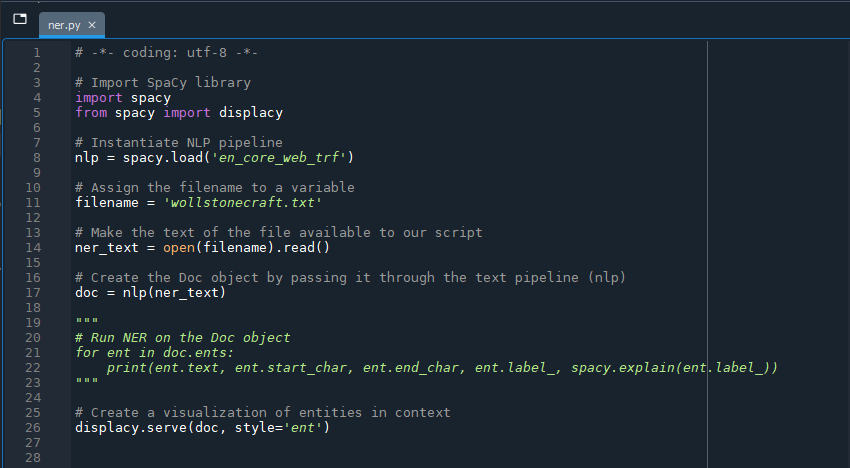 ner.py ×
1 # -*- coding: utf-8 -*-
2
3 # Import SpaCy library
4 import spacy
5 from spacy import displacy
6
7 # Instantiate NLP pipeline
8 nlp = spacy.load('en_core_web_trf')
9
10 # Assign the filename to a variable
11 filename = 'wollstonecraft.txt'
12
13 # Make the text of the file available to our script
14 ner_text = open(filename).read()
15
16 # Create the Doc object by passing it through the text pipeline (nlp)
17 doc = nlp(ner_text)
18
19 """
20 # Run NER on the Doc object
21 for ent in doc.ents:
22     print(ent.text, ent.start_char, ent.end_char, ent.label_, spacy.explain(ent.label_))
23 """
24
25 # Create a visualization of entities in context
26 displacy.serve(doc, style='ent')
27
28